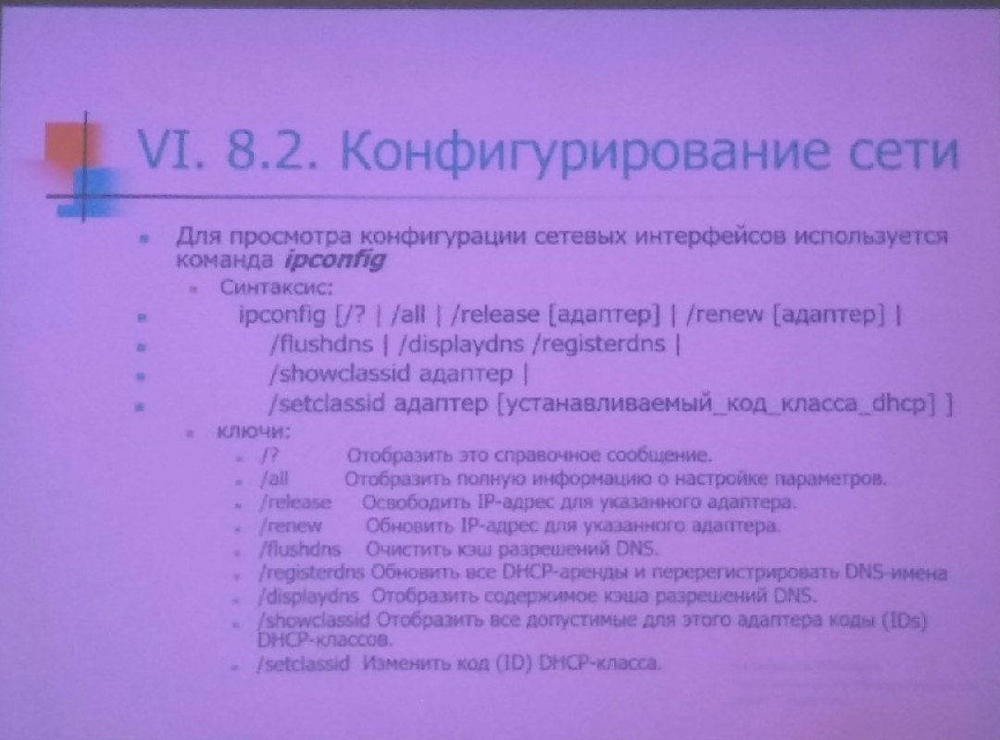 VI. 8.2. Конфигурирование сети
Для просмотра конфигурации сетевых интерфейсов используется
команда ipconfig
Синтаксис:
ipconfig [/? | /all | /release [адаптер] | /renew [адаптер] |
/flushdns | /displaydns /registerdns |
/showclassid адаптер |
/setclassid адаптер [устанавливаемый_код_класса_dhcp] ]
ключи:
/? Отобразить это справочное сообщение.
/all Отобразить полную информацию о настройке параметров.
/release Освободить IP-адрес для указанного адаптера.
/renew Обновить IP-адрес для указанного адаптера.
/flushdns Очистить кэш разрешений DNS.
/registerdns Обновить все DHCP-аренды и перерегистрировать DNS-имена
/displaydns Отобразить содержимое кэша разрешений DNS.
/showclassid Отобразить все допустимые для этого адаптера коды (IDs)
DHCP-классов.
/setclassid Изменить код (ID) DHCP-класса.